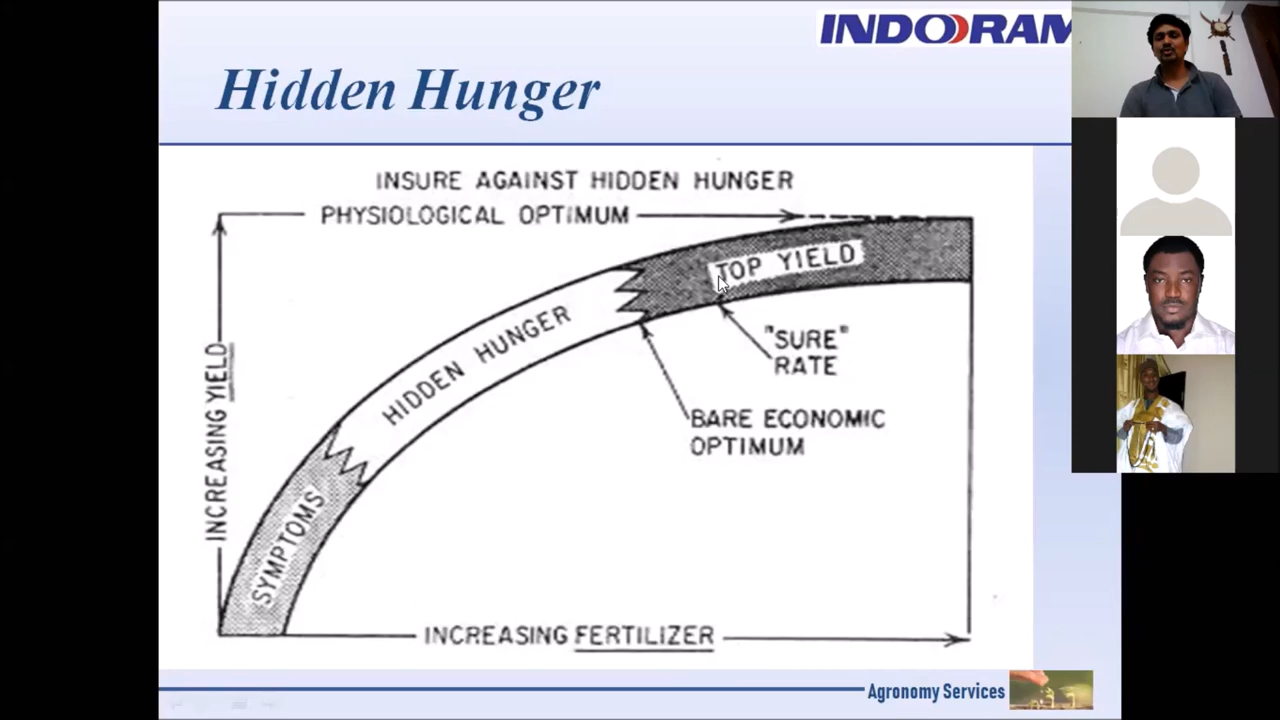 INDORAM
Hidden Hunger
INSURE AGAINST HIDDEN HUNGER
PHYSIOLOGICAL OPTIMUM
TOP YIELD
HIDDEN HUNGER
"SURE"
RATE
BARE ECONOMIC
OPTIMUM
INCREASING YIELD
SYMPTOMS
INCREASING FERTILIZER
Agronomy Services